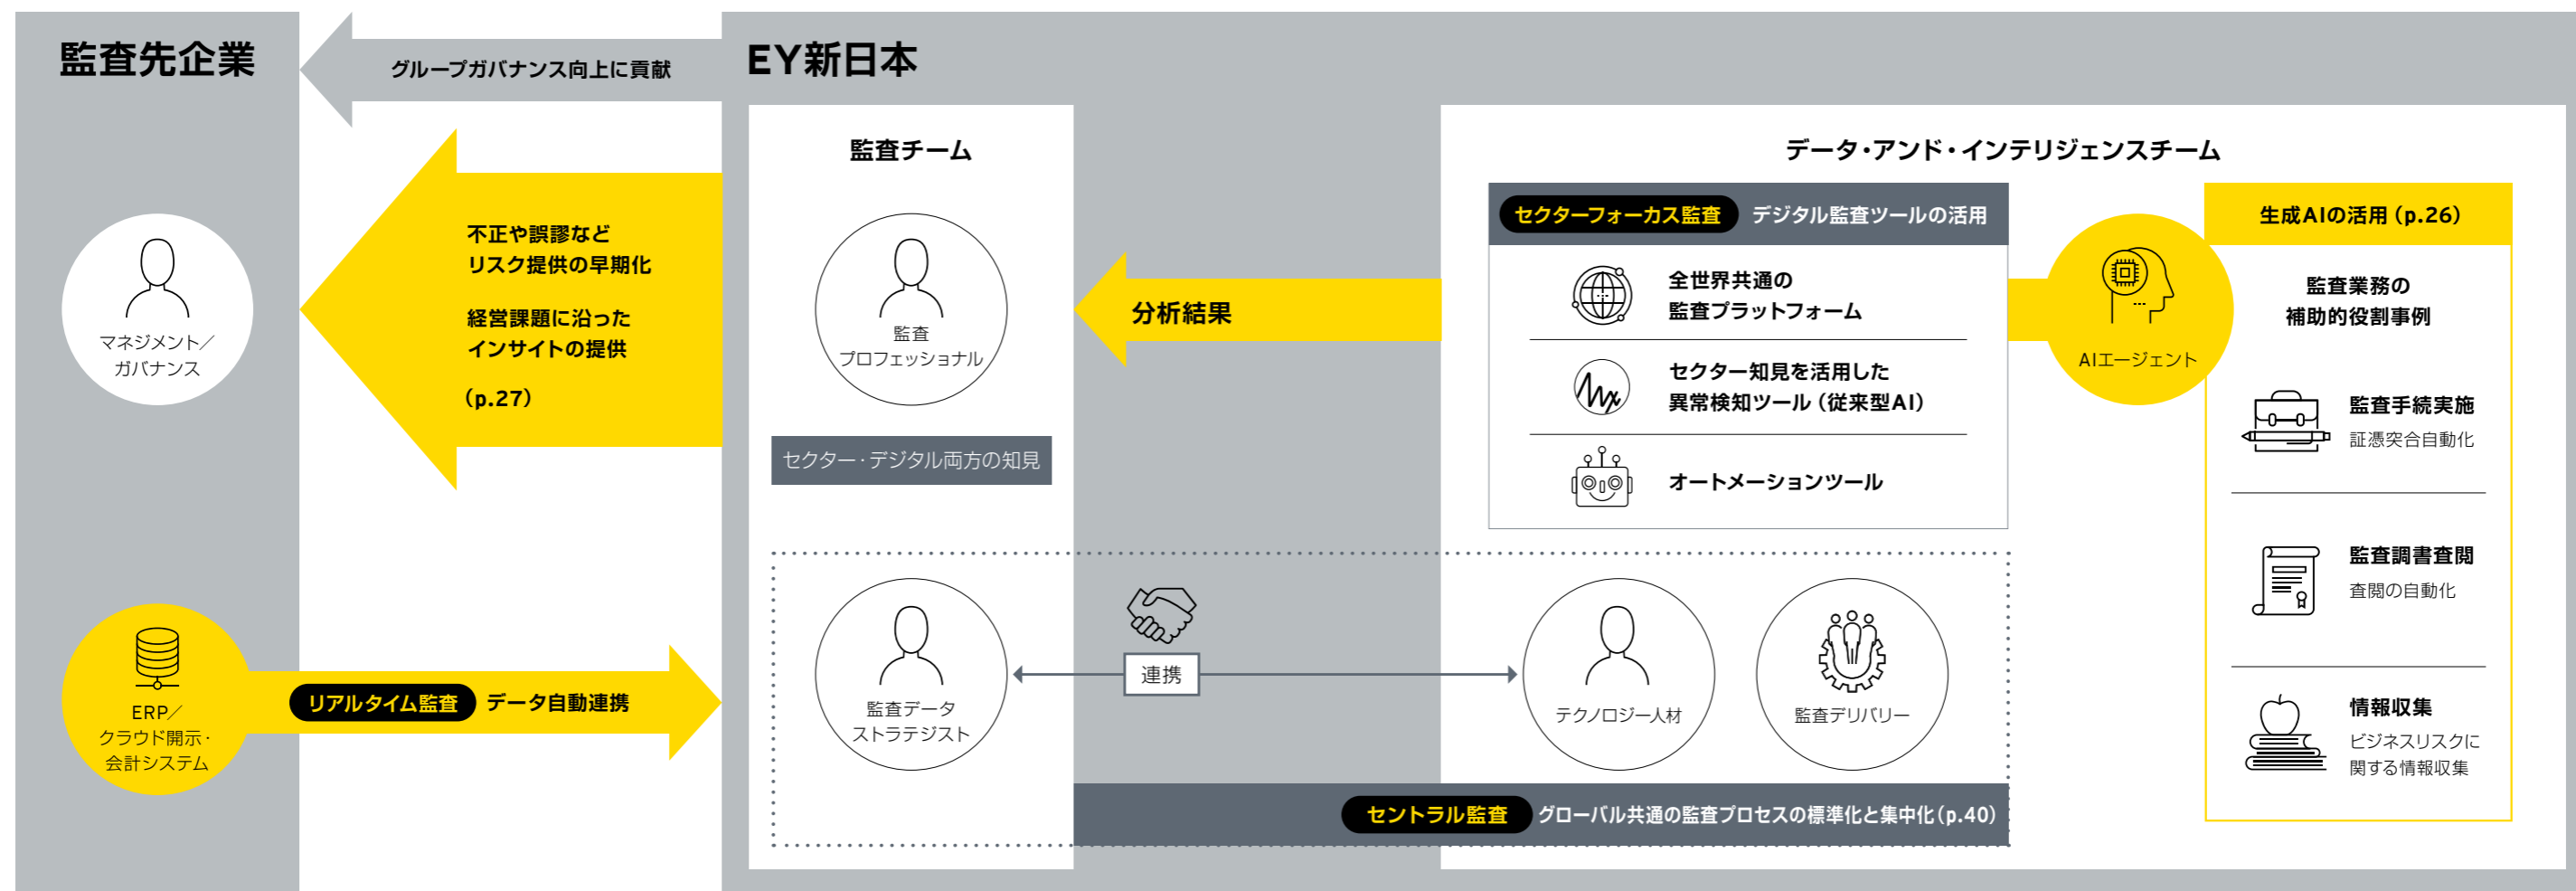 監査先企業
グループガバナンス向上に貢献
EY新日本
マネジメント／
ガバナンス
不正や誤謬など
リスク提供の早期化
経営課題に沿った
インサイトの提供
（p.27）
ERP／
クラウド開示・
会計システム
リアルタイム監査 データ自動連携
監査チーム
監査
プロフェッショナル
セクター・デジタル両方の知見
監査データ
ストラテジスト
分析結果
連携
データ・アンド・インテリジェンスチーム
セクターフォーカス監査 デジタル監査ツールの活用
全世界共通の
監査プラットフォーム
セクター知見を活用した
異常検知ツール（従来型AI）
オートメーションツール
テクノロジー人材
監査デリバリー
セントラル監査 グローバル共通の監査プロセスの標準化と集中化（p.40）
AIエージェント
生成AIの活用（p.26）
監査業務の
補助的役割事例
監査手続実施
証憑突合自動化
監査調書査閲
査閲の自動化
情報収集
ビジネスリスクに
関する情報収集